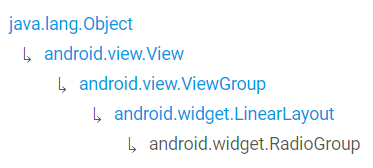 java.lang.Object
↳ android.view.View
↳ android.view.ViewGroup
↳ android.widget.LinearLayout
↳ android.widget.RadioGroup